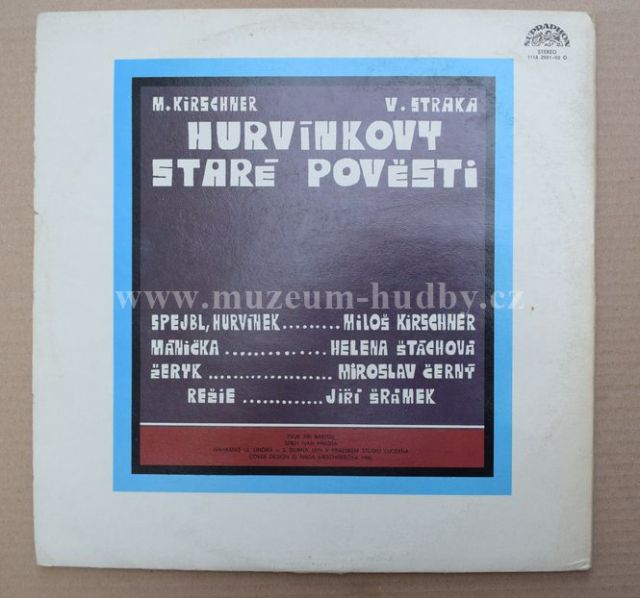 SUPRAPHON
STEREO
M. KIRSCHNER V. STRAKA
HURVÍNKOVY
STARÉ POVĚSTI
www.muzeum-hudby.cz
SPEJBL, HURVÍNEK......... MILOŠ KIRSCHNER
MÁNIČKA .............. HELENA ŠTÁCHOVÁ
ŽERYK ..................... MIROSLAV ČERNÝ
REŽIE ............. JIŘÍ ŠRÁMEK